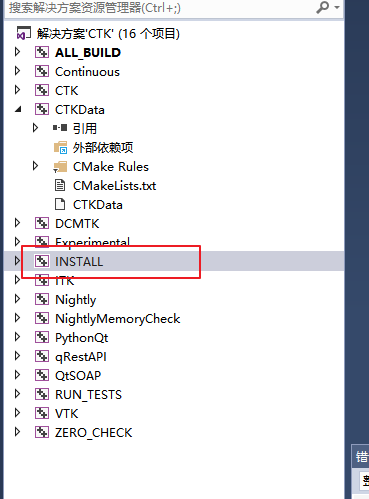 搜索解决方案资源管理器(Ctrl+;)
解决方案'CTK' (16 个项目)
ALL_BUILD
Continuous
CTK
CTKData
引用
外部依赖项
CMake Rules
CMakeLists.txt
CTKData
DCMTK
Experimental
INSTALL
ITK
Nightly
NightlyMemoryCheck
PythonQt
qRestAPI
QtSOAP
RUN_TESTS
VTK
ZERO_CHECK
错